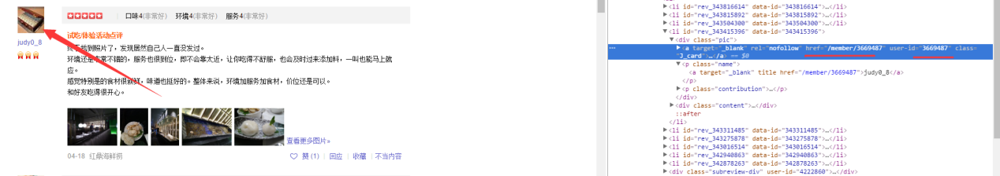 口味4(非常好) 环境4(非常好) 服务4(非常好)
judy0_8
试吃/体验活动点评
终于找到照片了，发现居然自己人一直没发过。
环境还是非常不错的，服务也很到位，即不会靠太近，让你吃得不舒服，也会及时过来添加料，一叫也能马上就
应。
感觉特别是的食材很新鲜，味道也挺好的。整体来说，环境加服务加食材，价位还是可以。
和好友吃得很开心。
查看更多图片»
04-18 红鼎海鲜捞
赞 (1) 回应 收藏 不当内容
<li id="rev_343816614" data-id="343816614">…</li>
<li id="rev_343815892" data-id="343815892">…</li>
<li id="rev_343504300" data-id="343504300">…</li>
<li id="rev_343415396" data-id="343415396">
<div class="pic">
<a target="_blank" rel="nofollow" href="/member/3669487" user-id="3669487" class=
"J_card">…</a> == $0
<p class="name">
<a target="_blank" title href="/member/3669487">judy0_8</a>
</p>
<p class="contribution">…</p>
</div>
<div class="content">…</div>
::after
</li>
<li id="rev_343311485" data-id="343311485">…</li>
<li id="rev_343275878" data-id="343275878">…</li>
<li id="rev_343016514" data-id="343016514">…</li>
<li id="rev_342940863" data-id="342940863">…</li>
<li id="rev_342878263" data-id="342878263">…</li>
<div class="subreview-div" user-id="4222860">…</div>